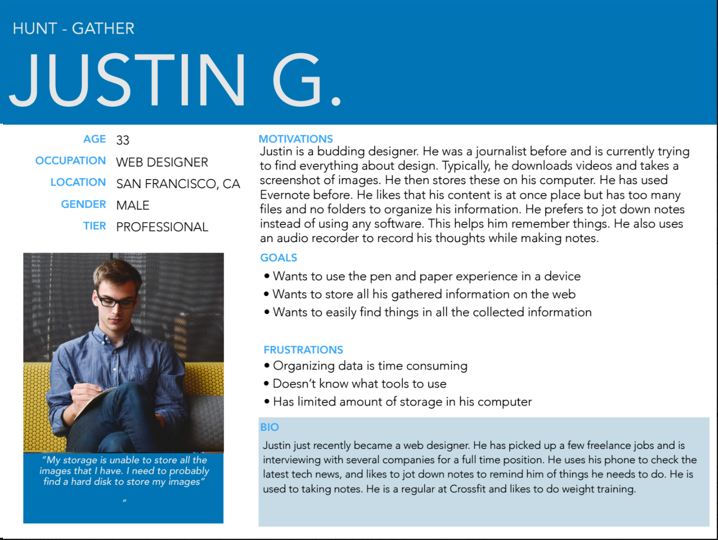 HUNT - GATHER
JUSTIN G.
AGE 33
OCCUPATION WEB DESIGNER
LOCATION SAN FRANCISCO, CA
GENDER MALE
TIER PROFESSIONAL
"My storage is unable to store all the
images that I have. I need to probably
find a hard disk to store my images"
"
MOTIVATIONS
Justin is a budding designer. He was a journalist before and is currently trying
to find everything about design. Typically, he downloads videos and takes a
screenshot of images. He then stores these on his computer. He has used
Evernote before. He likes that his content is at once place but has too many
files and no folders to organize his information. He prefers to jot down notes
instead of using any software. This helps him remember things. He also uses
an audio recorder to record his thoughts while making notes.
GOALS
• Wants to use the pen and paper experience in a device
• Wants to store all his gathered information on the web
• Wants to easily find things in all the collected information
FRUSTRATIONS
• Organizing data is time consuming
• Doesn't know what tools to use
• Has limited amount of storage in his computer
BIO
Justin just recently became a web designer. He has picked up a few freelance jobs and is
interviewing with several companies for a full time position. He uses his phone to check the
latest tech news, and likes to jot down notes to remind him of things he needs to do. He is
used to taking notes. He is a regular at Crossfit and likes to do weight training.